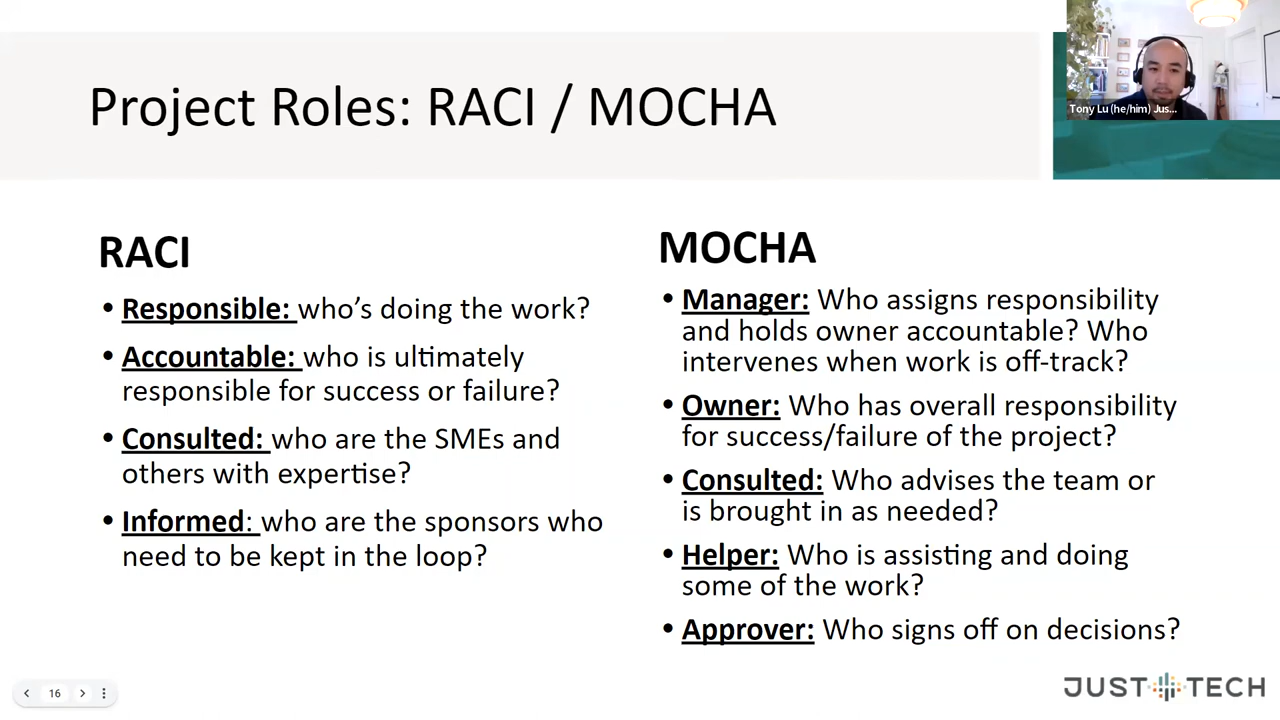 Project Roles: RACI / MOCHA
Tony Lu (he/him) Jus...
RACI
• Responsible: who's doing the work?
• Accountable: who is ultimately
responsible for success or failure?
• Consulted: who are the SMEs and
others with expertise?
• Informed: who are the sponsors who
need to be kept in the loop?
MOCHA
• Manager: Who assigns responsibility
and holds owner accountable? Who
intervenes when work is off-track?
• Owner: Who has overall responsibility
for success/failure of the project?
• Consulted: Who advises the team or
is brought in as needed?
• Helper: Who is assisting and doing
some of the work?
• Approver: Who signs off on decisions?
16
JUST TECH